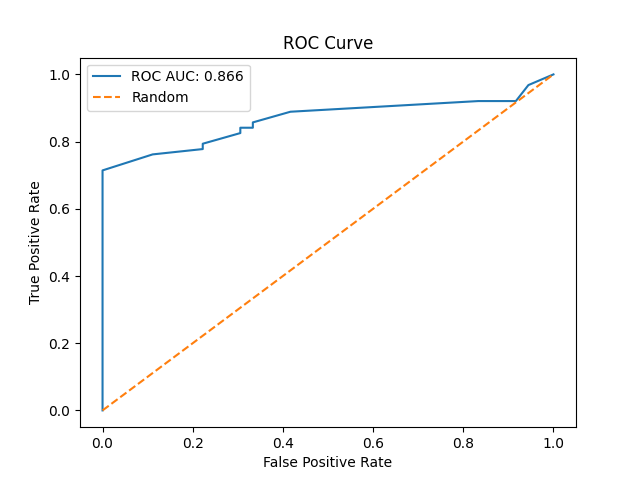 ROC Curve
ROC AUC: 0.866
Random
True Positive Rate
1.0
0.8
0.6
0.4
0.2
0.0
0.0 0.2 0.4 0.6 0.8 1.0
False Positive Rate